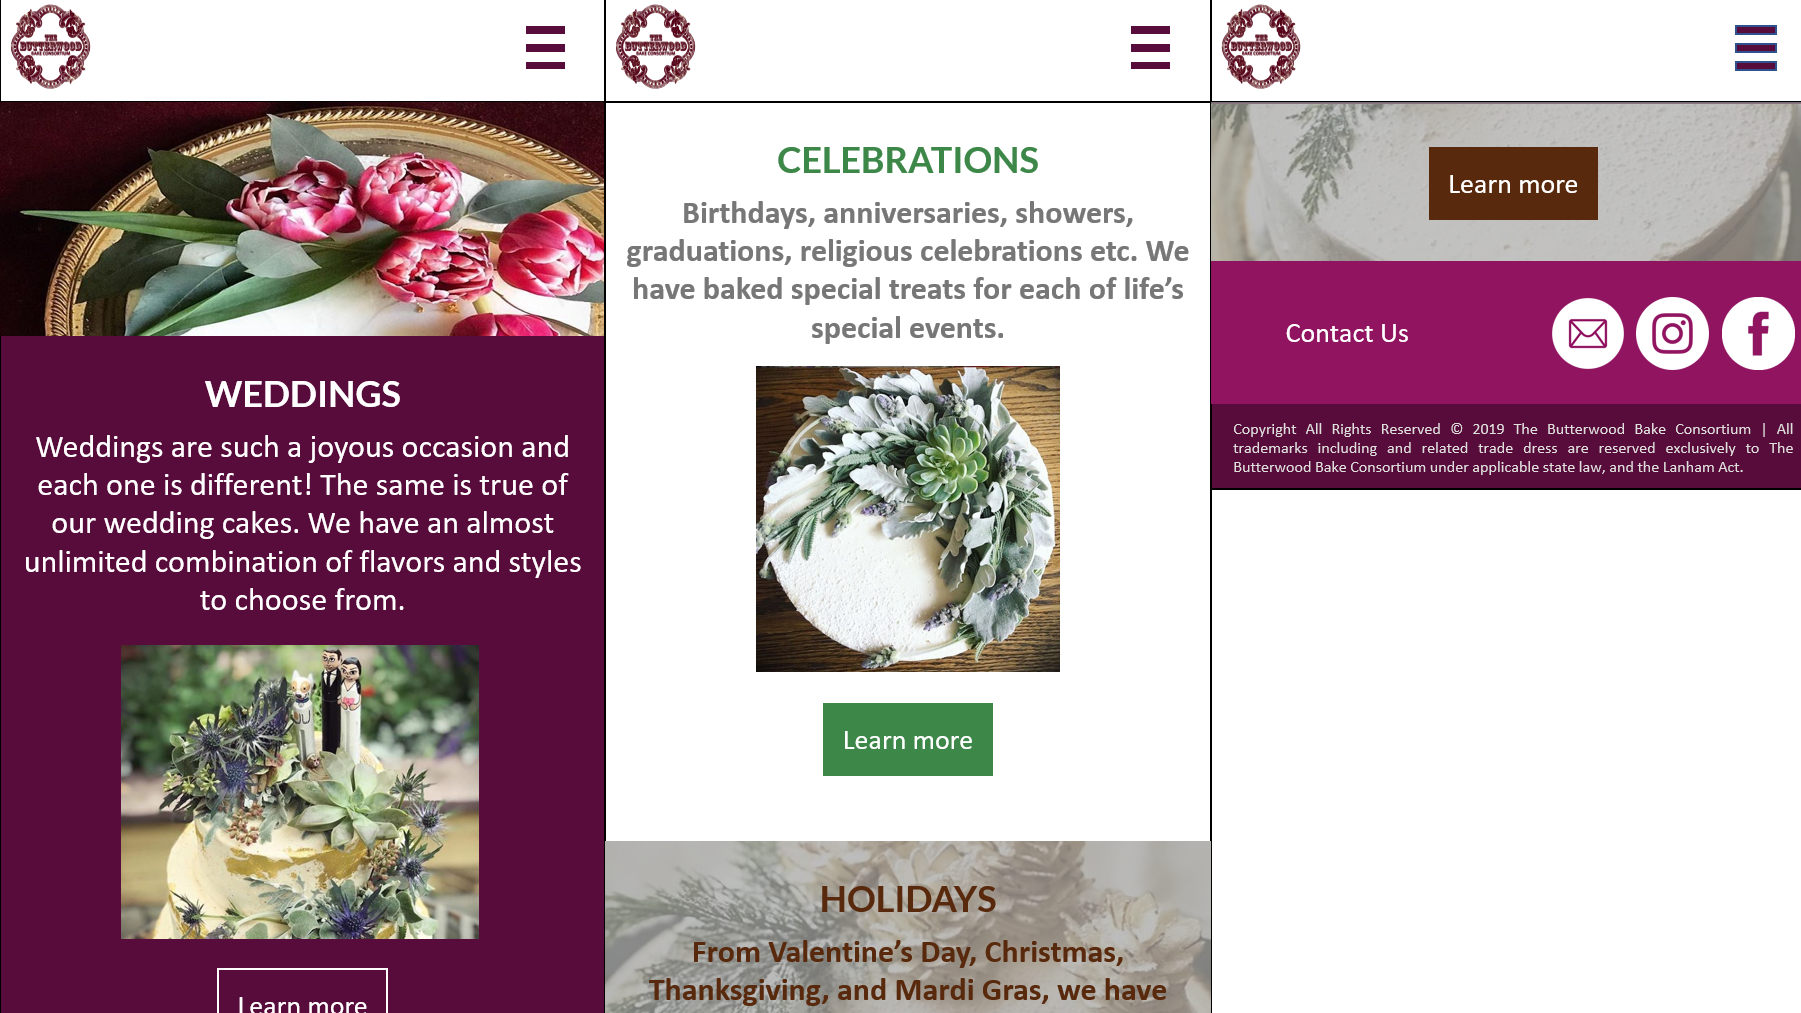 THE
BUTTERWOOD
BAKE CONSORTIUM
WEDDINGS
Weddings are such a joyous occasion and
each one is different! The same is true of
our wedding cakes. We have an almost
unlimited combination of flavors and styles
to choose from.
Learn more
THE
BUTTERWOOD
BAKE CONSORTIUM
CELEBRATIONS
Birthdays, anniversaries, showers,
graduations, religious celebrations etc. We
have baked special treats for each of life’s
special events.
Learn more
HOLIDAYS
From Valentine’s Day, Christmas,
Thanksgiving, and Mardi Gras, we have
THE
BUTTERWOOD
BAKE CONSORTIUM
Learn more
Contact Us
Copyright All Rights Reserved © 2019 The Butterwood Bake Consortium | All
trademarks including and related trade dress are reserved exclusively to The
Butterwood Bake Consortium under applicable state law, and the Lanham Act.